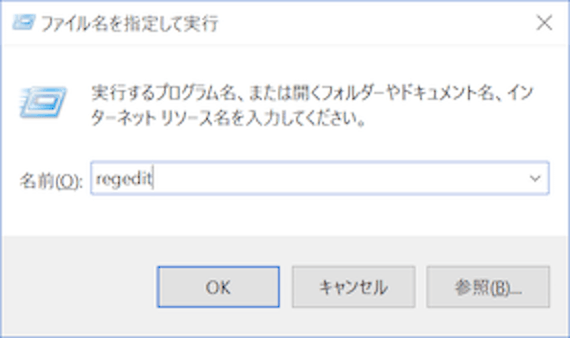 ファイル名を指定して実行
実行するプログラム名、または開くフォルダーやドキュメント名、イン
ターネット リソース名を入力してください。
名前(O): regedit
OK キャンセル 参照(B)...